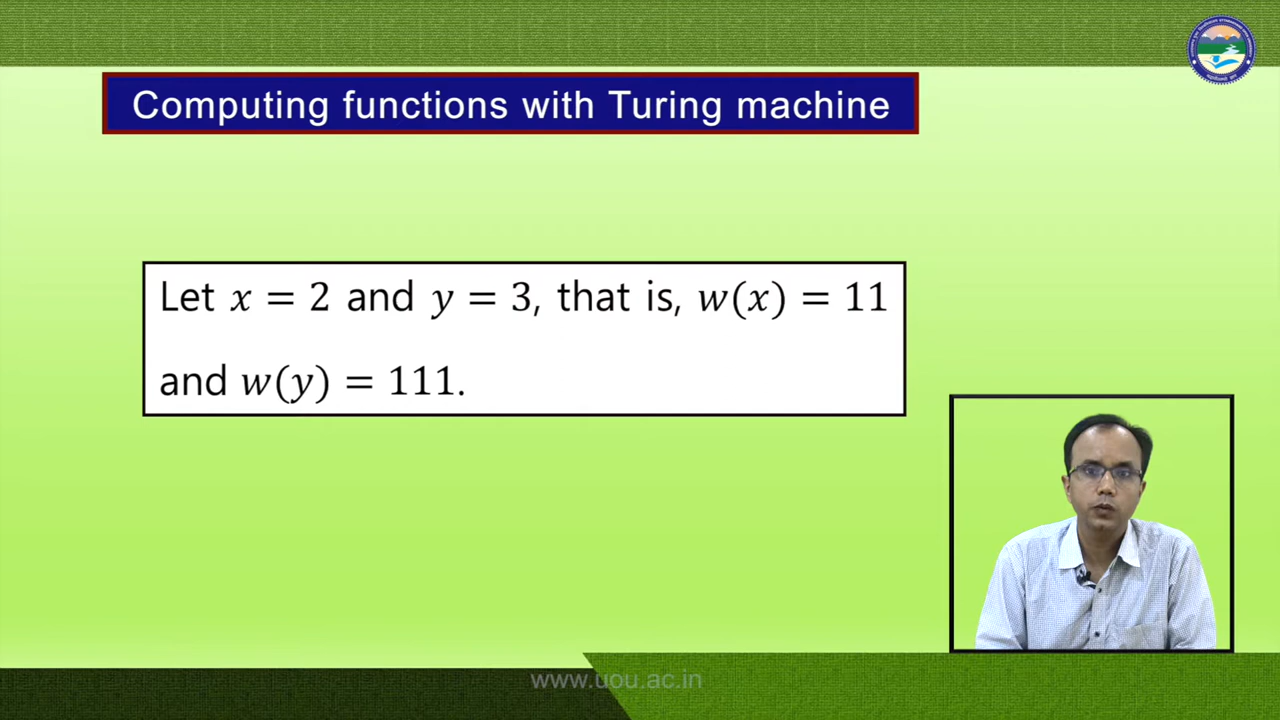 Computing functions with Turing machine
Let x = 2 and y = 3, that is, w(x) = 11
and w(y) = 111.
www.uou.ac.in